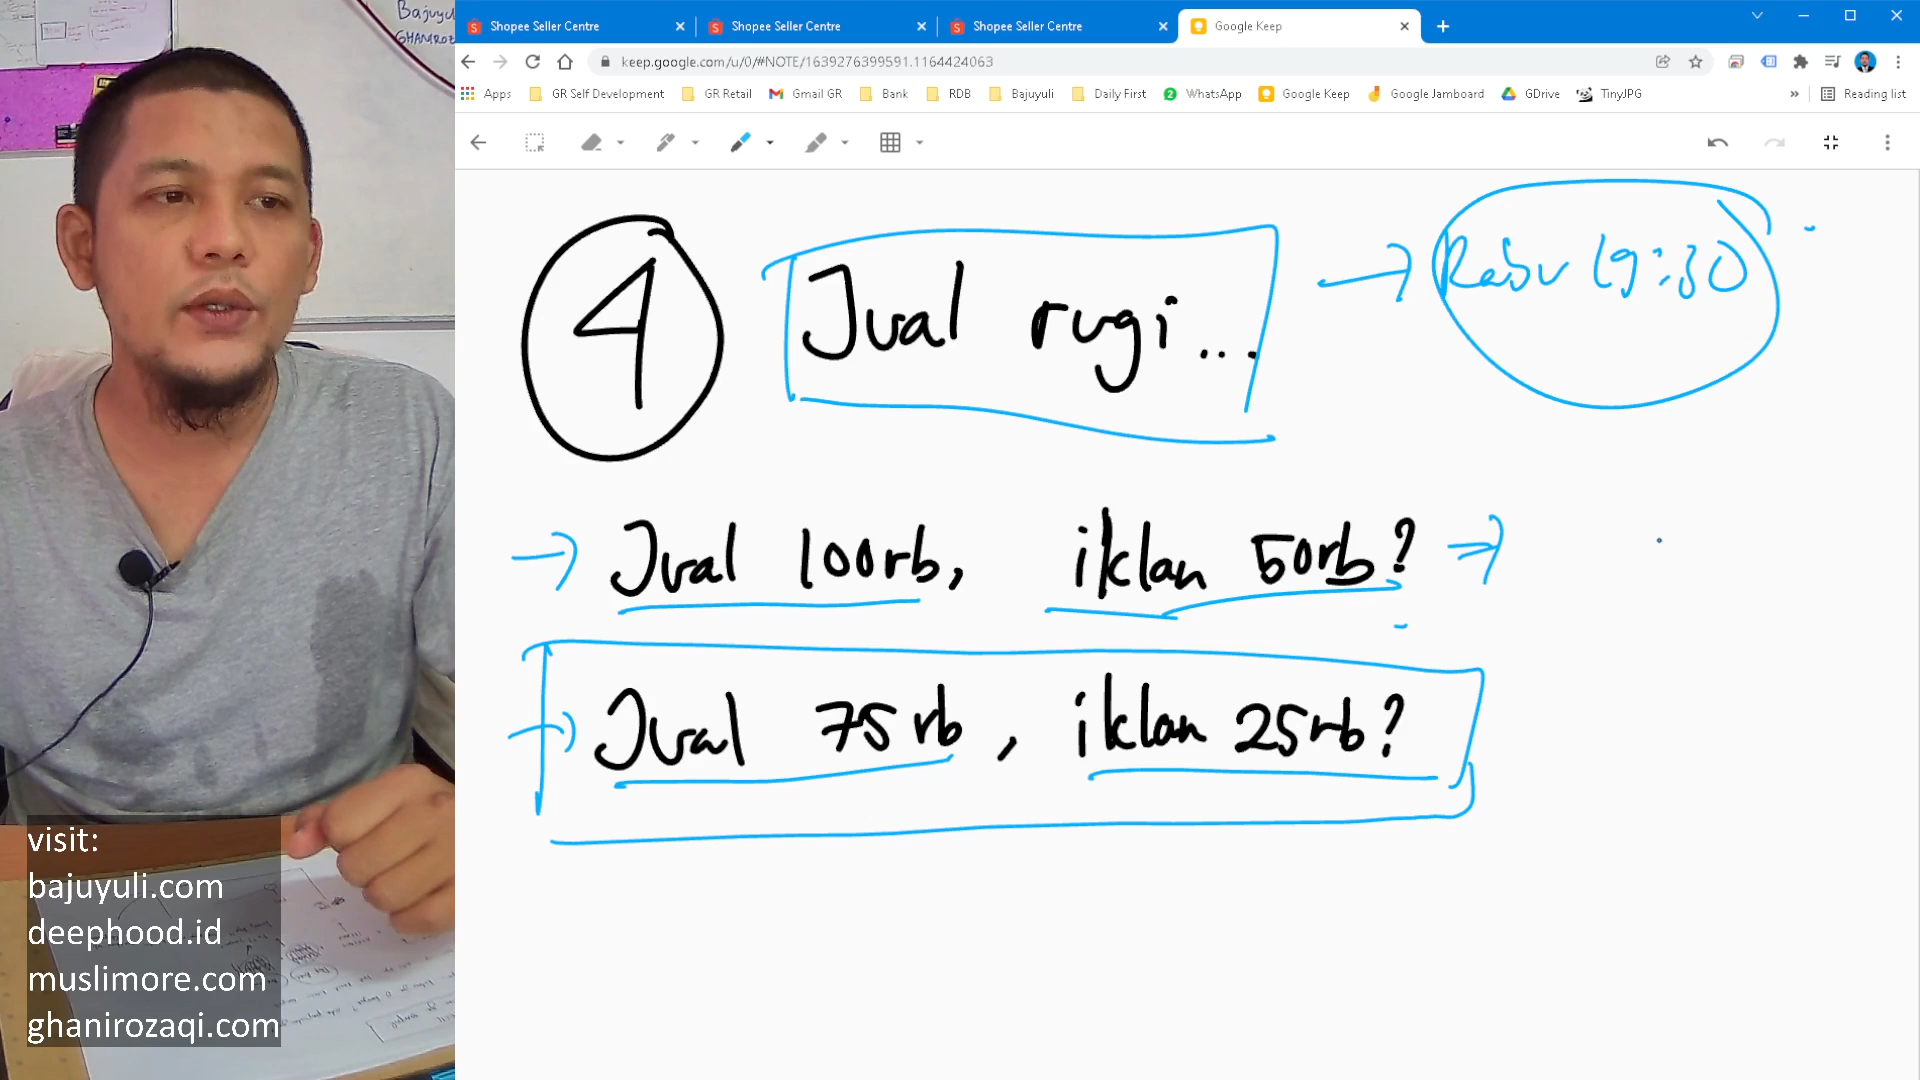 Bajuyu
GHANIROZ
Shopee Seller Centre
Shopee Seller Centre
Shopee Seller Centre
Google Keep
keep.google.com/u/0/#NOTE/1639276399591.1164424063
Apps
GR Self Development
GR Retail
Gmail GR
Bank
RDB
Bajuyuli
Daily First
WhatsApp
Google Keep
Google Jamboard
GDrive
TinyJPG
»
Reading list
4
Jual rugi...
→ Rabu 19:30
→ Jual 100rb, iklan 50rb? →
→ Jual 75rb, iklan 25rb?
visit:
bajuyuli.com
deephood.id
muslimore.com
ghanirozaqi.com